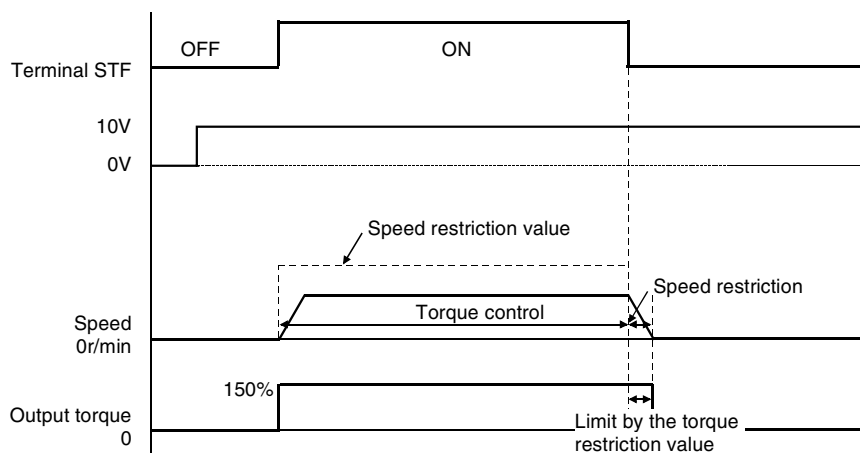 OFF
ON
Terminal STF
10V
0V
Speed restriction value
Speed restriction
Torque control
Speed
0r/min
150%
Output torque
0
Limit by the torque
restriction value